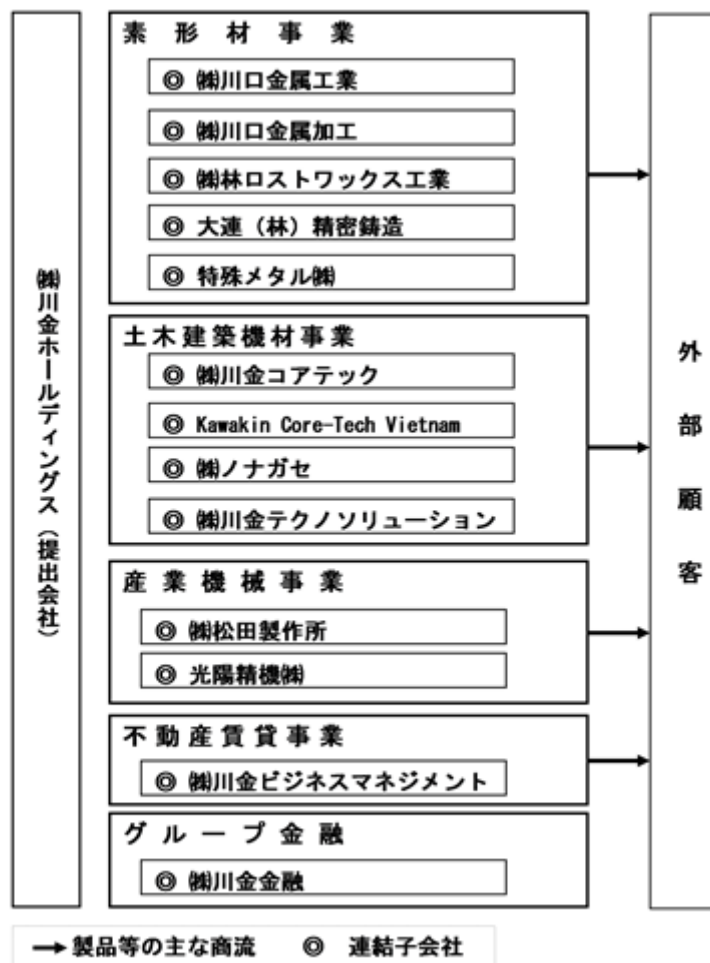 ㈱川金ホールディングス（提出会社）
素形材事業
◎ ㈱川口金属工業
◎ ㈱川口金属加工
◎ ㈱林ロストワックス工業
◎ 大連（林）精密鋳造
◎ 特殊メタル㈱
土木建築機材事業
◎ ㈱川金コアテック
◎ Kawakin Core-Tech Vietnam
◎ ㈱ノナガセ
◎ ㈱川金テクノソリューション
産業機械事業
◎ ㈱松田製作所
◎ 光陽精機㈱
不動産賃貸事業
◎ ㈱川金ビジネスマネジメント
グループ金融
◎ ㈱川金金融
外部顧客
→ 製品等の主な商流 ◎ 連結子会社